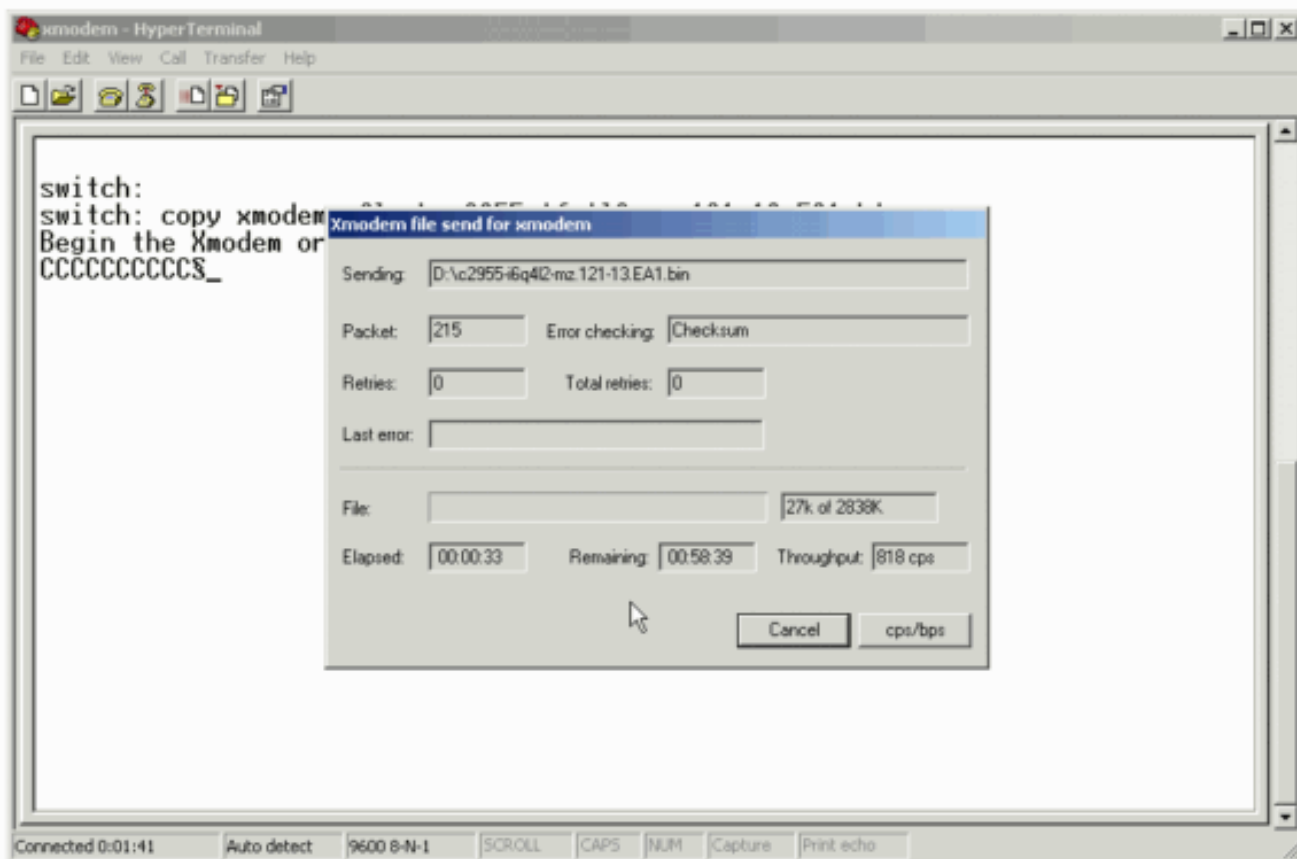 xmodem - HyperTerminal
File Edit View Call Transfer Help
switch:
switch: copy xmodem
Begin the Xmodem or
CCCCCCCCCCC
Xmodem file send for xmodem
Sending: D:\c2955-i6q4l2-mz.121-13.EA1.bin
Packet: 215 Error checking: Checksum
Retries: 0 Total retries: 0
Last error:
File: 27k of 2838K
Elapsed: 00:00:33 Remaining: 00:58:39 Throughput: 818 cps
Cancel cps/bps
Connected 0:01:41 Auto detect 9600 8-N-1 SCROLL CAPS NUM Capture Print echo